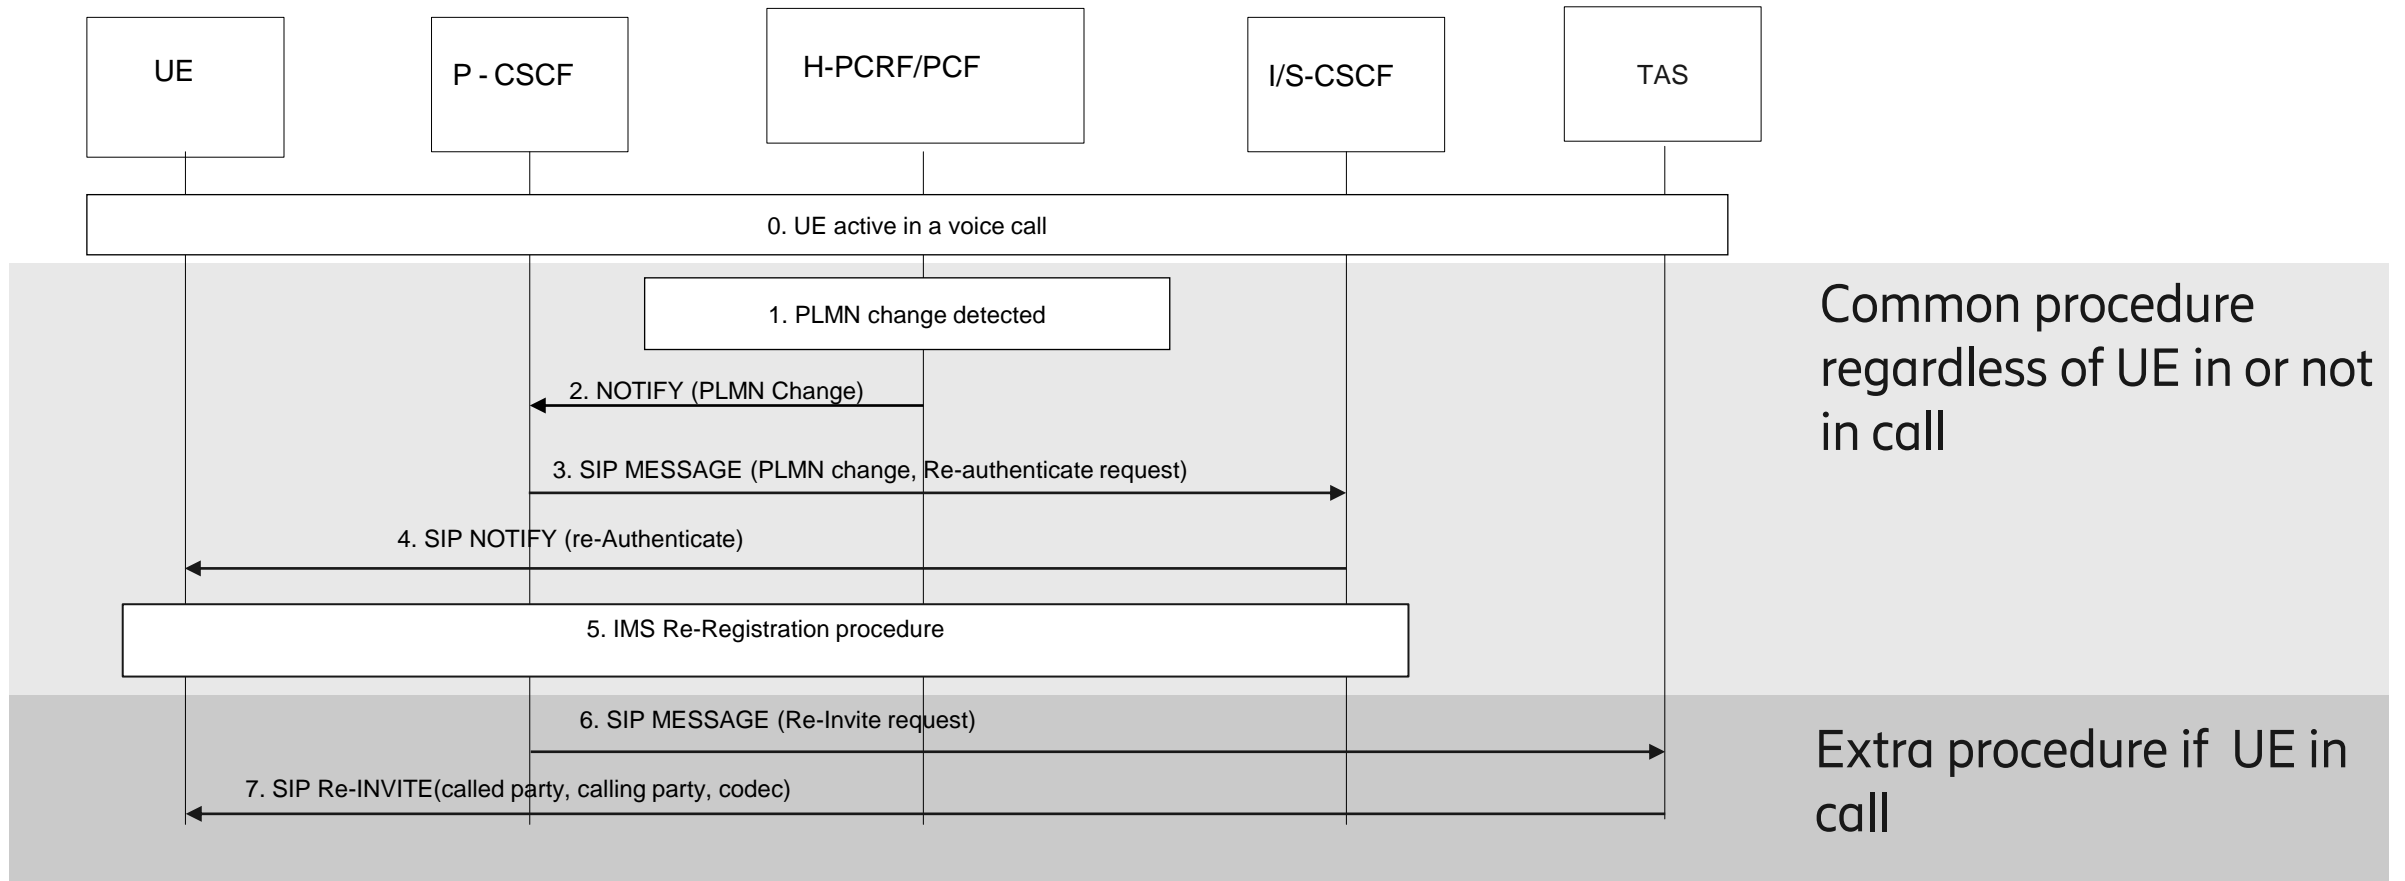 UE
P - CSCF
H-PCRF/PCF
I/S-CSCF
TAS
0. UE active in a voice call
1. PLMN change detected
2. NOTIFY (PLMN Change)
3. SIP MESSAGE (PLMN change, Re-authenticate request)
4. SIP NOTIFY (re-Authenticate)
5. IMS Re-Registration procedure
Common procedure
regardless of UE in or not
in call
6. SIP MESSAGE (Re-Invite request)
7. SIP Re-INVITE(called party, calling party, codec)
Extra procedure if UE in
call